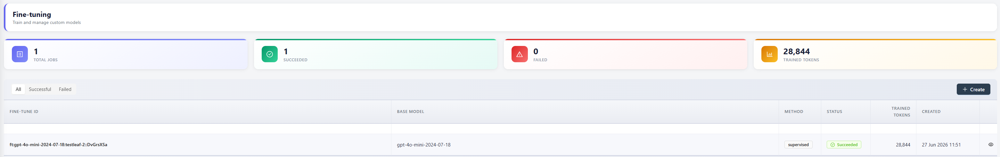 Fine-tuning
Train and manage custom models
1
TOTAL JOBS
1
SUCCEEDED
0
FAILED
28,844
TRAINED TOKENS
All Successful Failed
+ Create
FINE-TUNE ID BASE MODEL METHOD STATUS TRAINED TOKENS CREATED
ft:gpt-4o-mini-2024-07-18:testleaf-2::DvGrsXSa gpt-4o-mini-2024-07-18 supervised Succeeded 28,844 27 Jun 2026 11:51